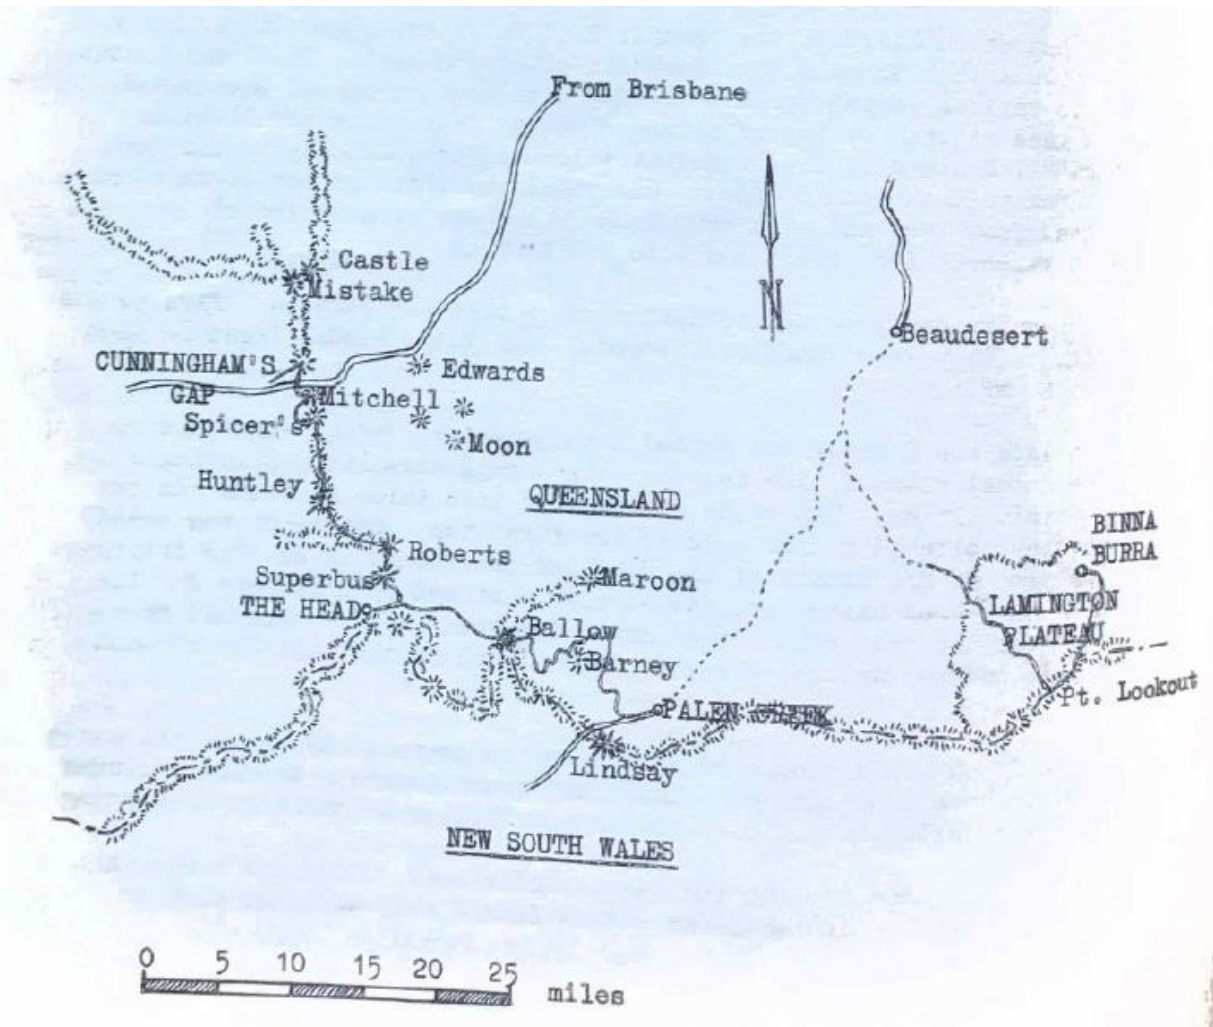 From Brisbane
Castle
Mistake
Beaudesert
CUNNINGHAM'S
GAP
Edwards
Mitchell
Spicer's
Moon
Huntley
QUEENSLAND
BINNA
BURRA
Roberts
Superbus
Maroon
THE HEAD
LAMINGTON
PLATEAU
Ballow
Barney
Pt. Lookout
PALEN CREEK
Lindsay
NEW SOUTH WALES
N
0 5 10 15 20 25
miles